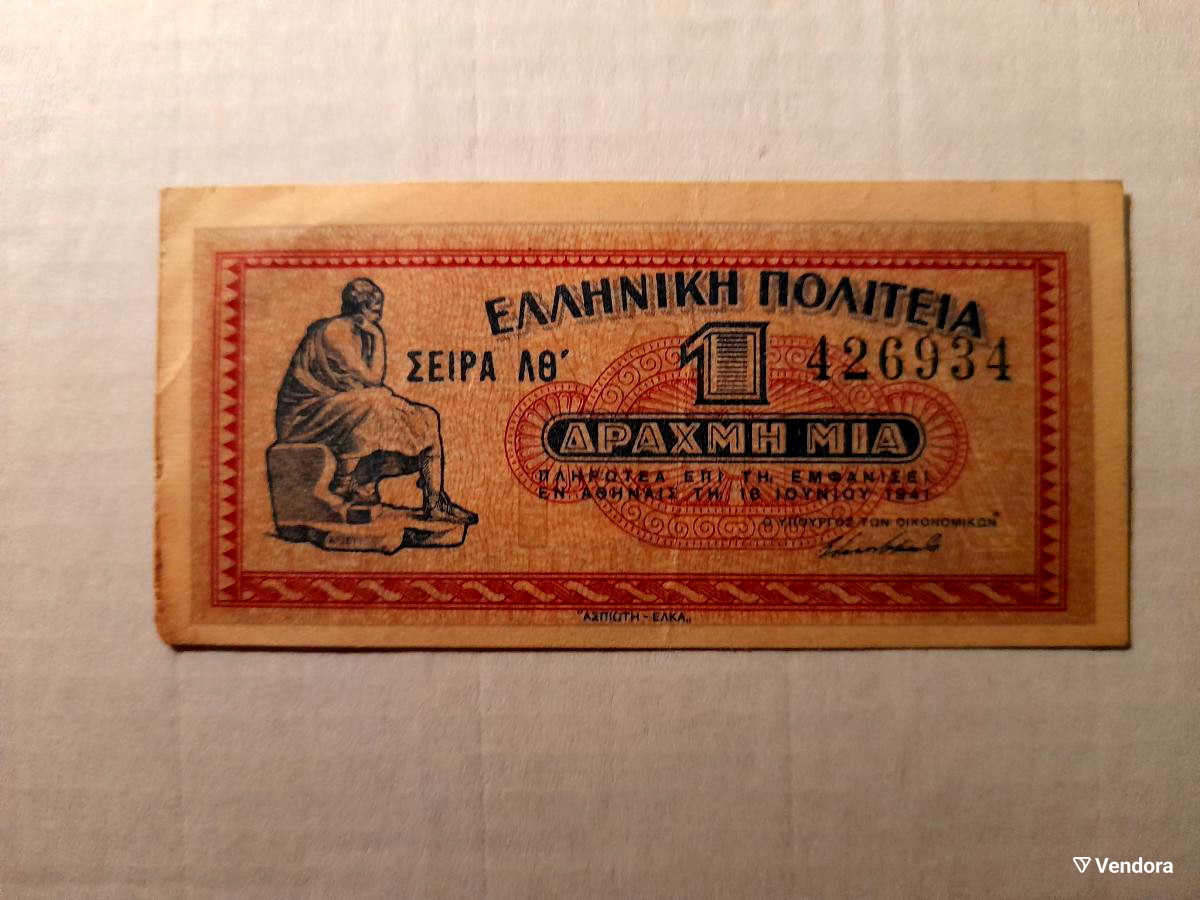 ΕΛΛΗΝΙΚΗ ΠΟΛΙΤΕΙΑ
ΣΕΙΡΑ ΛΘ΄
1
426934
ΔΡΑΧΜΗ ΜΙΑ
ΠΛΗΡΩΤΕΑ ΕΠΙ ΤΗ ΕΜΦΑΝΙΣΕΙ
ΕΝ ΑΘΗΝΑΙΣ ΤΗ 18 ΙΟΥΝΙΟΥ 1941
Ο ΥΠΟΥΡΓΟΣ ΤΩΝ ΟΙΚΟΝΟΜΙΚΩΝ
"ΑΣΠΙΩΤΗ - ΕΛΚΑ„
Vendora